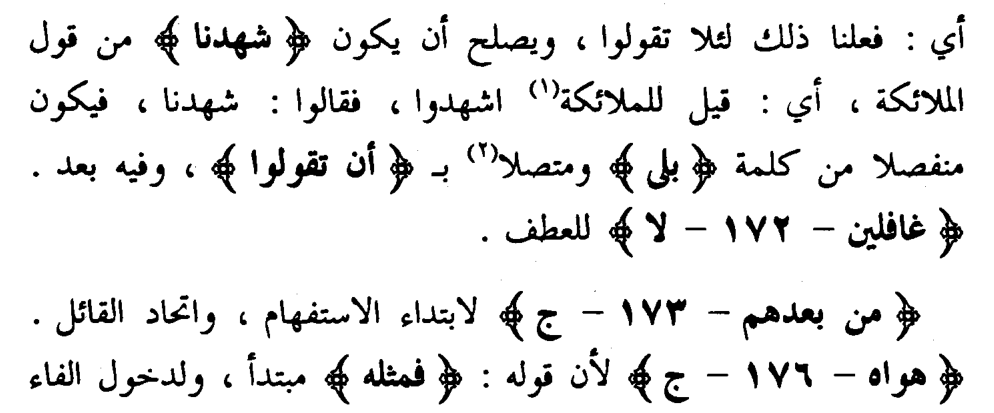 أي : فعلنا ذلك لئلا تقولوا ، ويصلح أن يكون ﴿ شهدنا ﴾ من قول
الملائكة ، أي : قيل للملائكة(١) اشهدوا ، فقالوا : شهدنا ، فيكون
منفصلا من كلمة ﴿ بلى ﴾ ومتصلا(٢) بـ ﴿ أن تقولوا ﴾ ، وفيه بعد .
﴿ غافلين – ١٧٢ – لا ﴾ للعطف .
﴿ من بعدهم – ١٧٣ – ج ﴾ لابتداء الاستفهام ، واتحاد القائل .
﴿ هواه – ١٧٦ – ج ﴾ لأن قوله : ﴿ فمثله ﴾ مبتدأ ، ولدخول الفاء